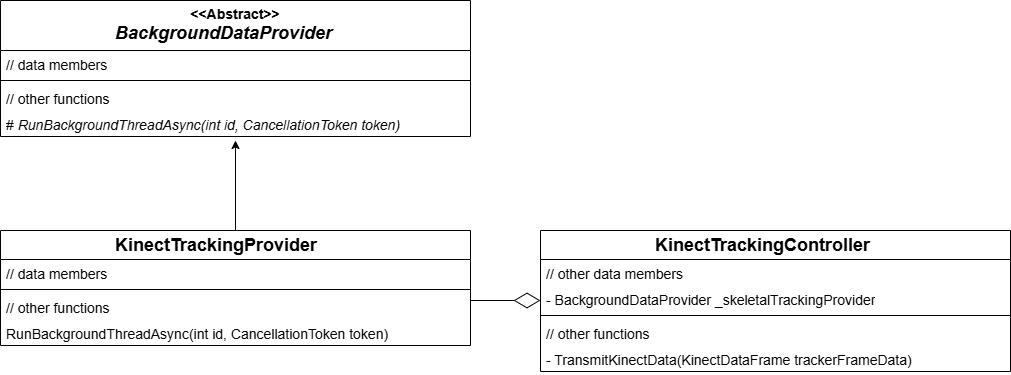 <<Abstract>>
BackgroundDataProvider
// data members
// other functions
# RunBackgroundThreadAsync(int id, CancellationToken token)
KinectTrackingProvider
// data members
// other functions
RunBackgroundThreadAsync(int id, CancellationToken token)
KinectTrackingController
// other data members
- BackgroundDataProvider _skeletalTrackingProvider
// other functions
- TransmitKinectData(KinectDataFrame trackerFrameData)